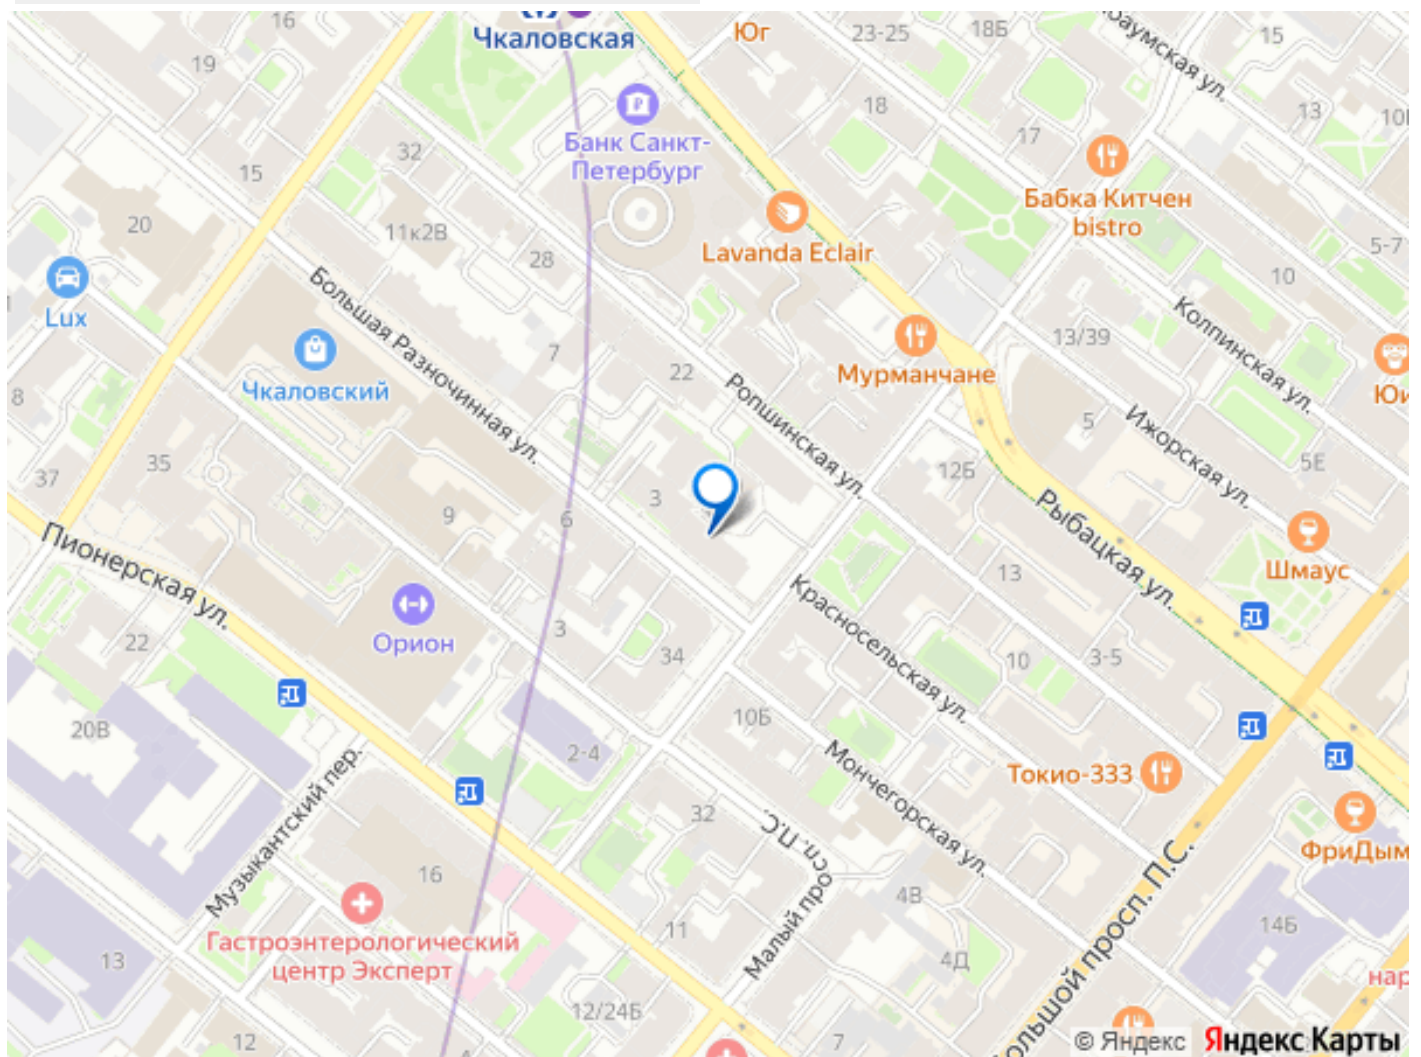 Чкаловская
Юг
16
23-25
18Б
15
19
18
13
17
Банк Санкт-
Петербург
32
15
Бабка Китчен
bistro
20
11к2В
28
Lavanda Eclair
5-7
10
Lux
Большая Разночинная ул.
Колпинская ул.
13/39
7
22
Мурманчане
Чкаловский
8
Ропшинская ул.
5
Ижорская ул.
35
37
12Б
5Е
3
9
6
Рыбацкая ул.
Пионерская ул.
Шмаус
13
Красносельская ул.
Орион
3
22
34
10
3-5
20В
10Б
2-4
Мончегорская ул.
Токио-333
Музыкантский пер.
32
Малый просп. П.С.
ФриДым
16
4В
Большой просп. П.С.
14Б
11
Гастроэнтерологический
центр Эксперт
13
4Д
12/24Б
12
7
© Яндекс
Яндекс Карты